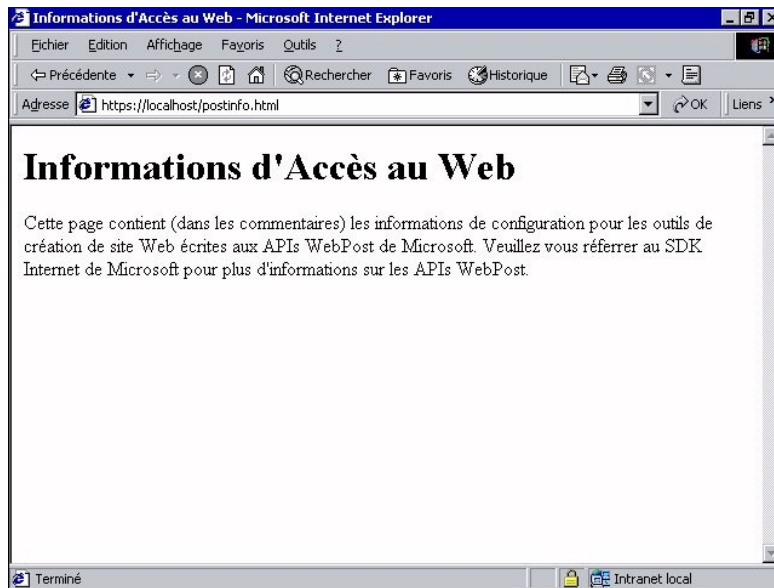 Informations d'Accès au Web - Microsoft Internet Explorer
Fichier Edition Affichage Favoris Outils ?
Précédente Rechercher Favoris Historique
Adresse https://localhost/postinfo.html OK Liens
Informations d'Accès au Web
Cette page contient (dans les commentaires) les informations de configuration pour les outils de
création de site Web écrites aux APIs WebPost de Microsoft. Veuillez vous réferrer au SDK
Internet de Microsoft pour plus d'informations sur les APIs WebPost.
Terminé Intranet local